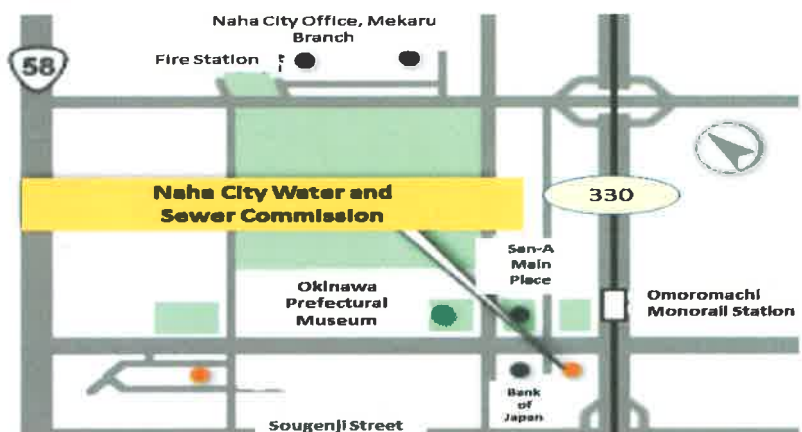 Naha City Office, Mekaru
Branch
Fire Station
58
Naha City Water and
Sewer Commission
330
San-A
Main
Place
Okinawa
Prefectural
Museum
Omoromachi
Monorail Station
Bank
of
Japan
Sougenji Street